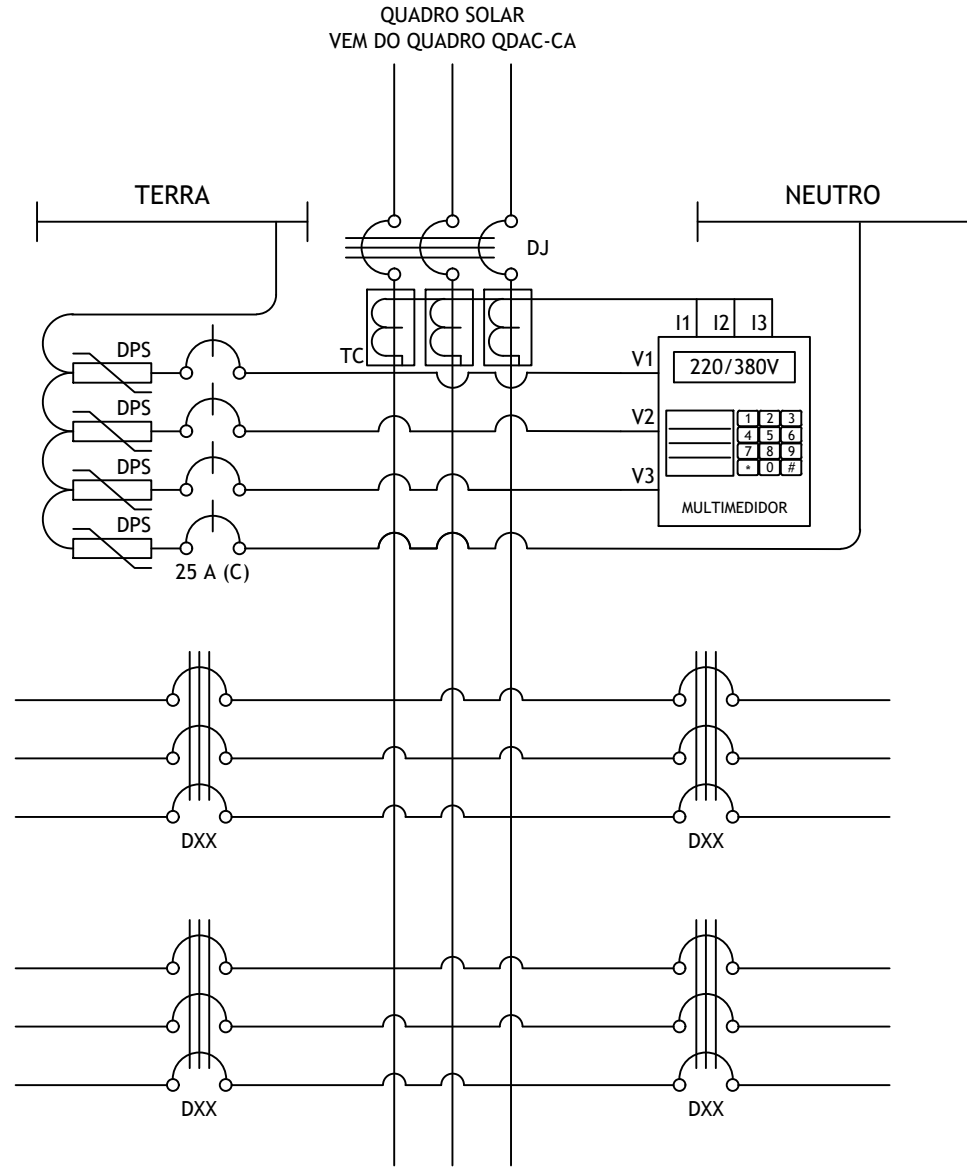 QUADRO SOLAR
VEM DO QUADRO QDAC-CA
TERRA
NEUTRO
DJ
I1 I2 I3
TC
V1
220/380V
DPS
V2
DPS
1 2 3
4 5 6
7 8 9
* 0 #
V3
DPS
MULTIMEDIDOR
DPS
25 A (C)
DXX
DXX
DXX
DXX